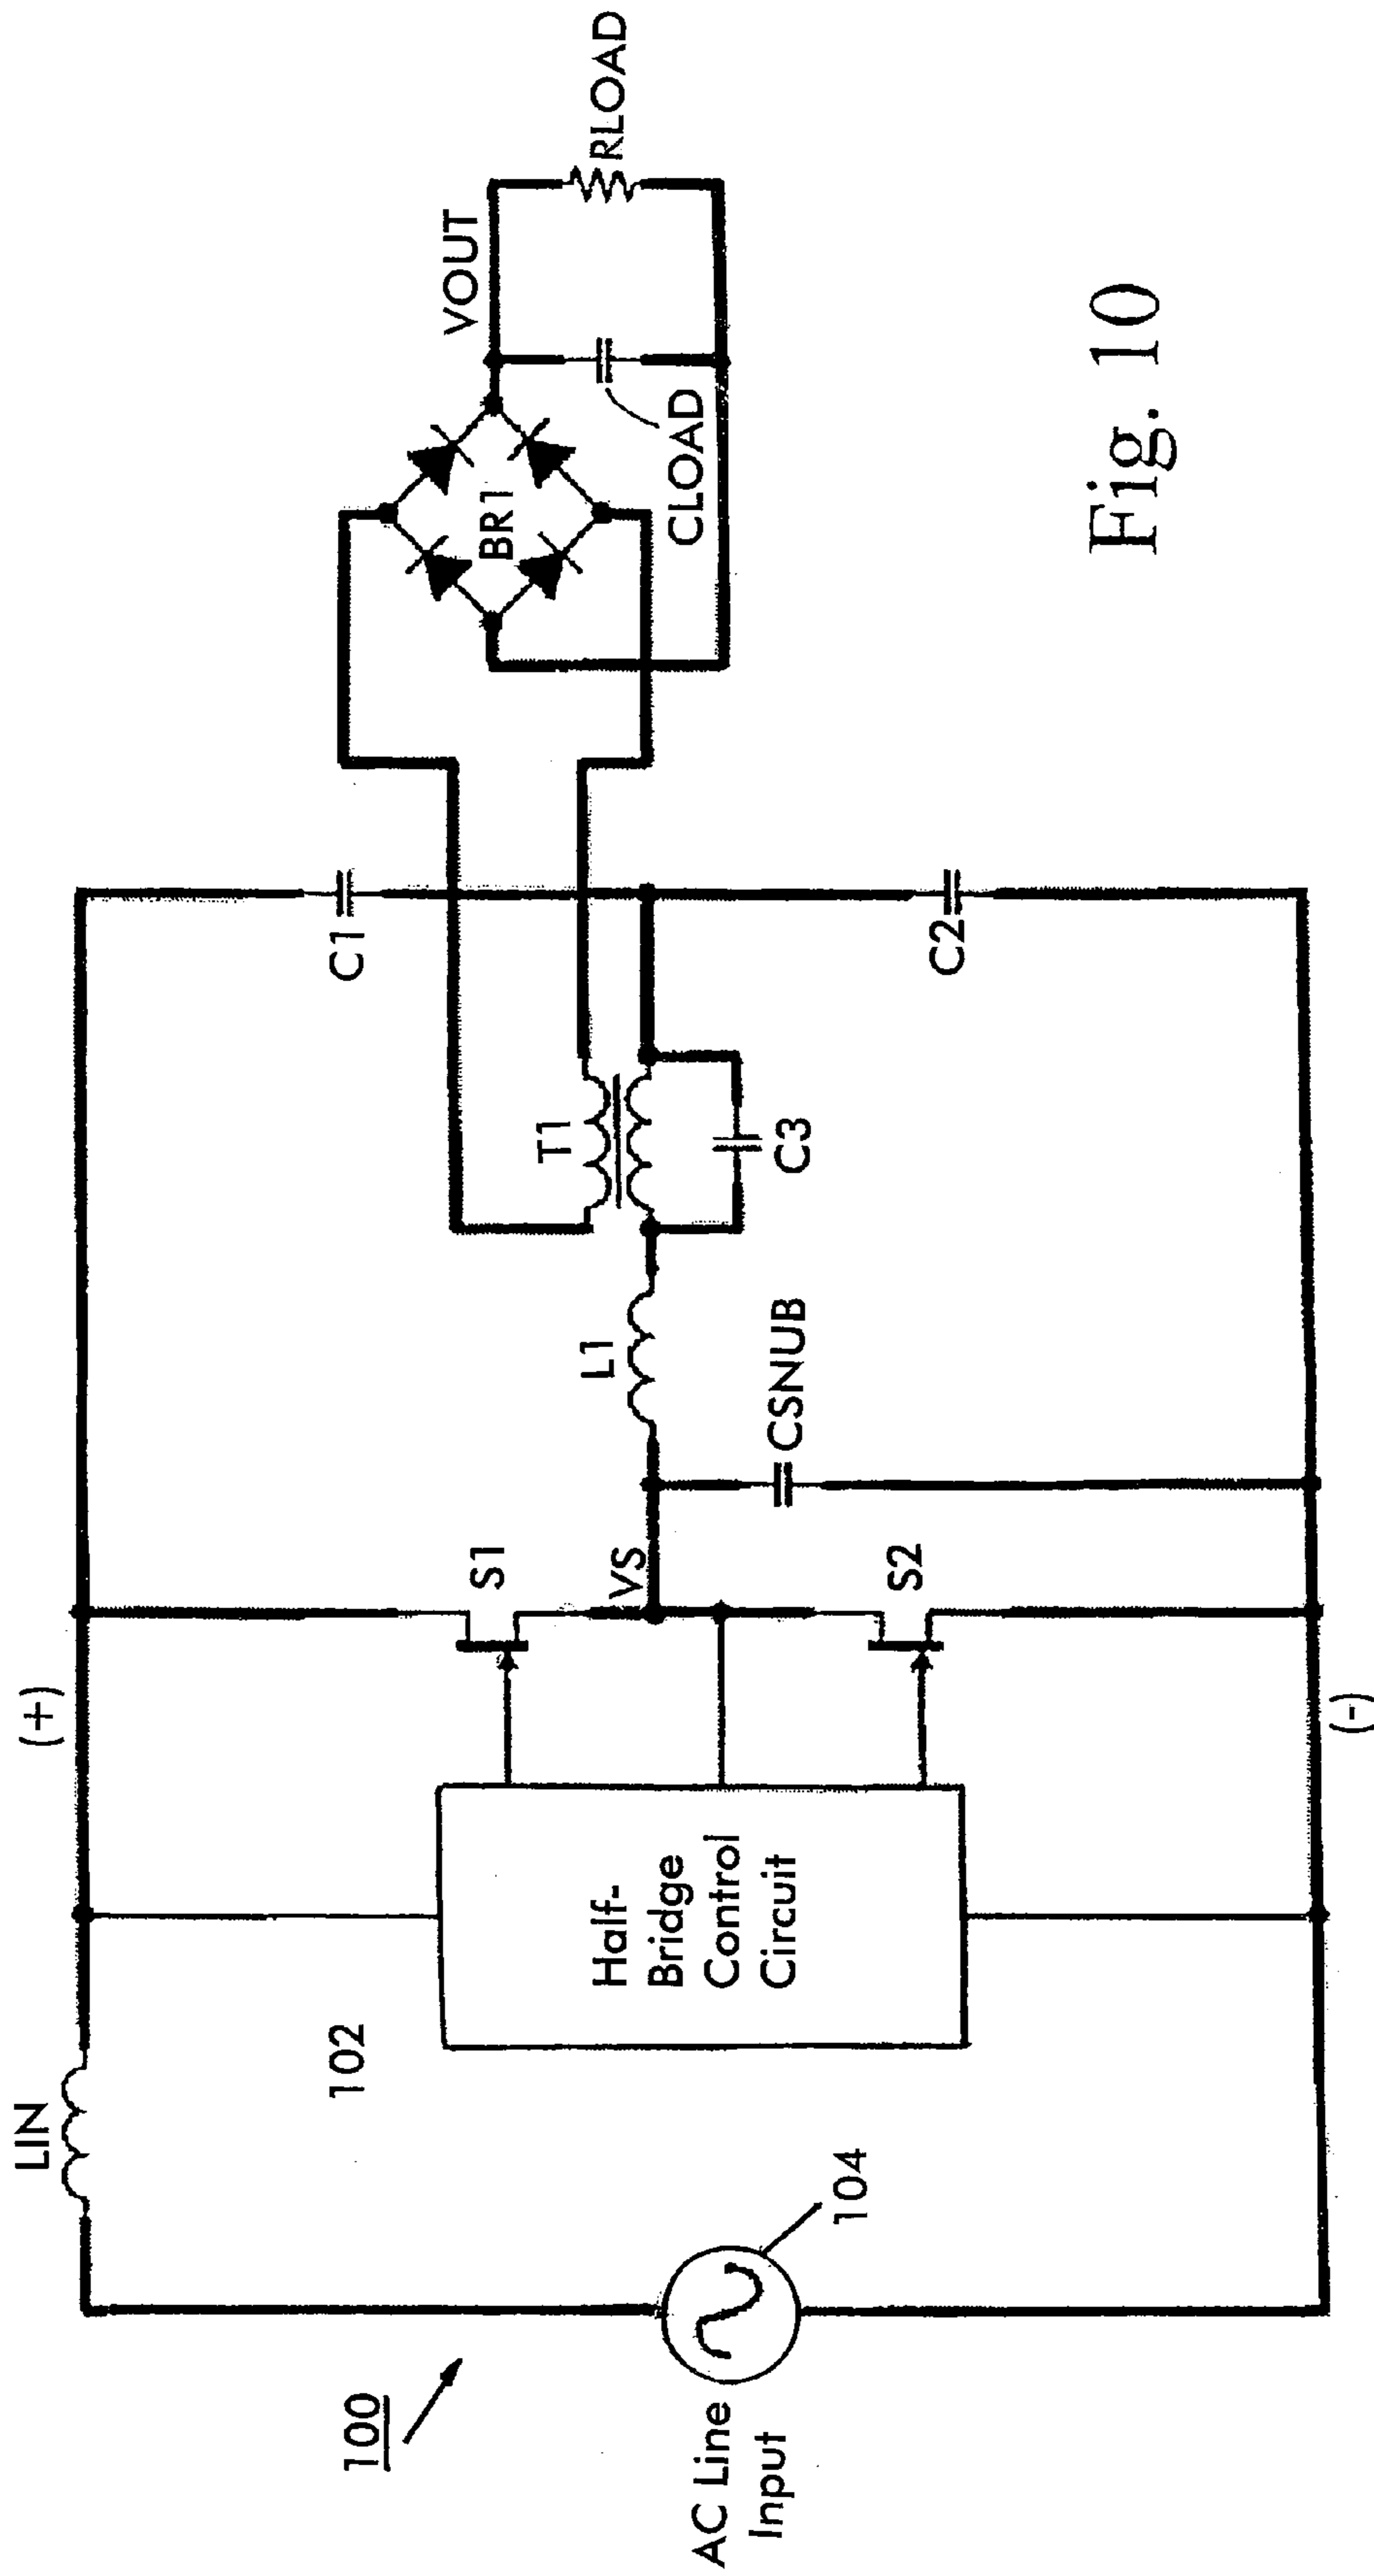 100
AC Line
Input
104
LIN
102
(+)
(-)
Half-
Bridge
Control
Circuit
S1
VS
S2
CSNUB
L1
T1
C3
C1
C2
BR1
VOUT
CLOAD
RLOAD
Fig. 10